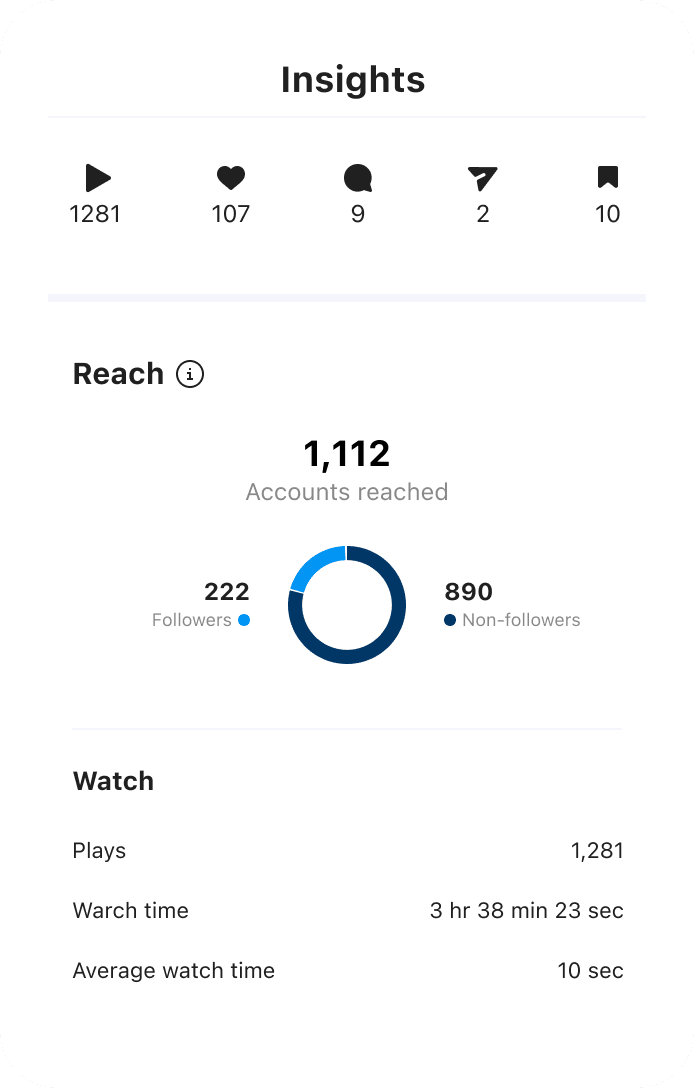 Insights
1281 107 9 2 10
Reach
1,112
Accounts reached
222 890
Followers Non-followers
Watch
Plays 1,281
Warch time 3 hr 38 min 23 sec
Average watch time 10 sec